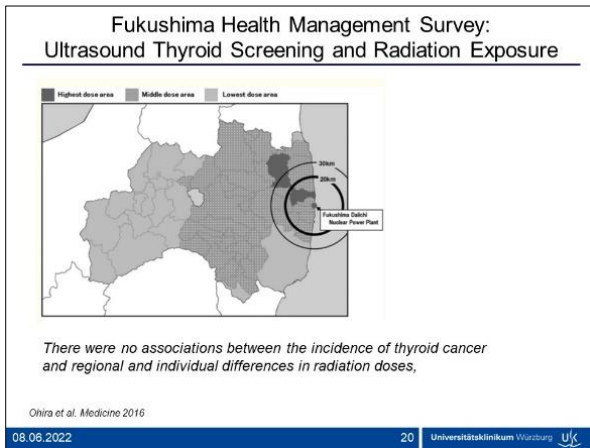 Fukushima Health Management Survey:
Ultrasound Thyroid Screening and Radiation Exposure
Highest dose area Middle dose area Lowest dose area
30km
20km
Fukushima Daiichi
Nuclear Power Plant
There were no associations between the incidence of thyroid cancer
and regional and individual differences in radiation doses,
Ohira et al. Medicine 2016
08.06.2022 20 Universitätsklinikum Würzburg UK